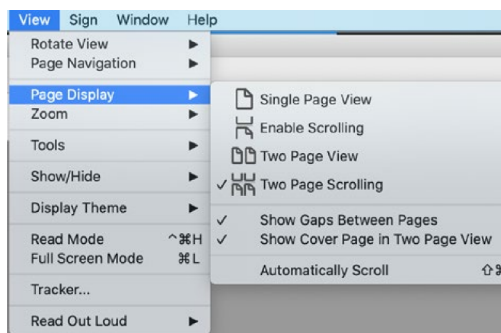 View Sign Window Help
Rotate View
Page Navigation
Page Display
Zoom
Tools
Show/Hide
Display Theme
Read Mode ^⌘H
Full Screen Mode ⌘L
Tracker...
Read Out Loud
Single Page View
Enable Scrolling
Two Page View
✓ Two Page Scrolling
✓ Show Gaps Between Pages
✓ Show Cover Page in Two Page View
Automatically Scroll ⇧⌘